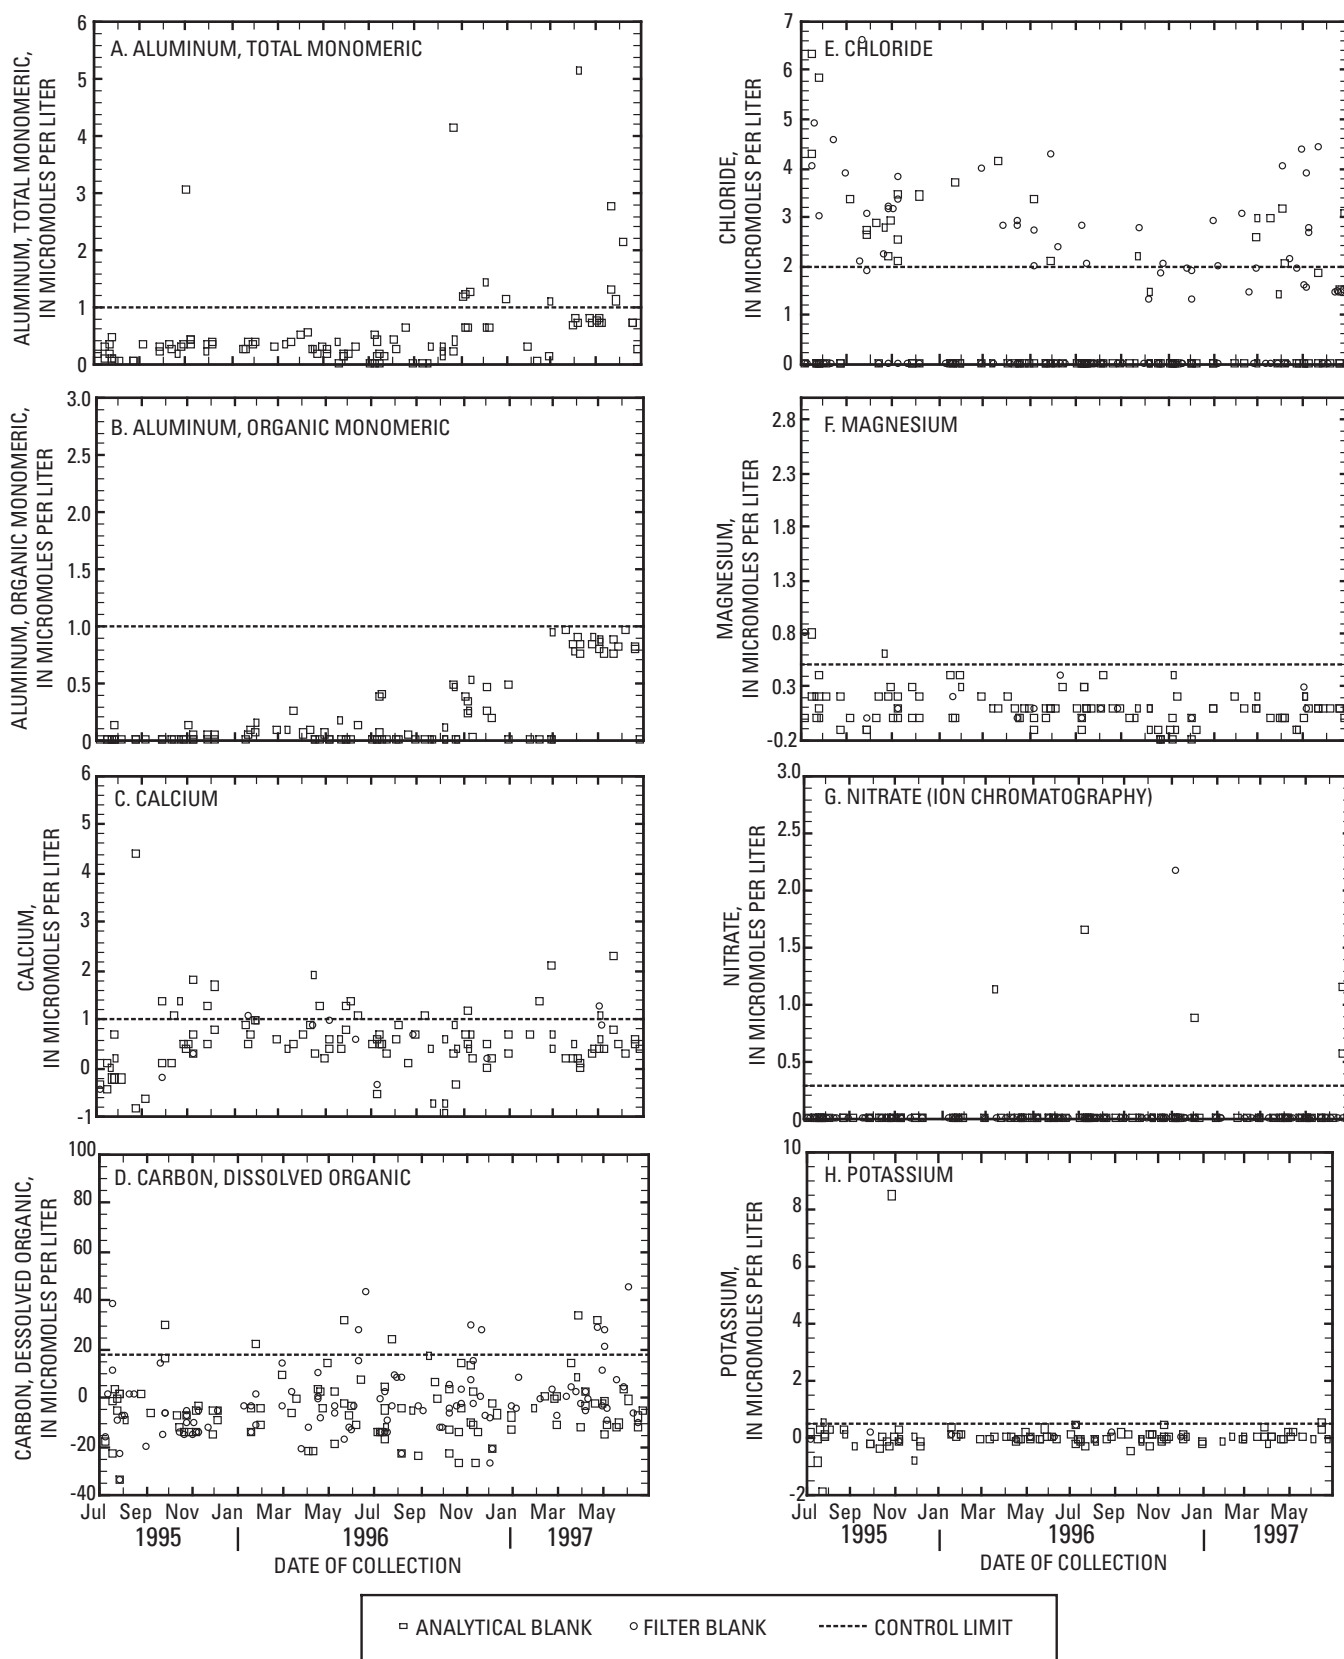 A. ALUMINUM, TOTAL MONOMERIC
ALUMINUM, TOTAL MONOMERIC,
IN MICROMOLES PER LITER
6
5
4
3
2
1
0
B. ALUMINUM, ORGANIC MONOMERIC
ALUMINUM, ORGANIC MONOMERIC,
IN MICROMOLES PER LITER
3.0
2.5
2.0
1.5
1.0
0.5
0
C. CALCIUM
CALCIUM,
IN MICROMOLES PER LITER
6
5
4
3
2
1
0
-1
D. CARBON, DISSOLVED ORGANIC
CARBON, DESSOLVED ORGANIC,
IN MICROMOLES PER LITER
100
80
60
40
20
0
-20
-40
Jul Sep Nov Jan Mar May Jul Sep Nov Jan Mar May
1995 | 1996 | 1997
DATE OF COLLECTION
E. CHLORIDE
CHLORIDE,
IN MICROMOLES PER LITER
7
6
5
4
3
2
1
0
F. MAGNESIUM
MAGNESIUM,
IN MICROMOLES PER LITER
2.8
2.3
1.8
1.3
0.8
0.3
-0.2
G. NITRATE (ION CHROMATOGRAPHY)
NITRATE,
IN MICROMOLES PER LITER
3.0
2.5
2.0
1.5
1.0
0.5
0
H. POTASSIUM
POTASSIUM,
IN MICROMOLES PER LITER
10
8
6
4
2
0
-2
Jul Sep Nov Jan Mar May Jul Sep Nov Jan Mar May
1995 | 1996 | 1997
DATE OF COLLECTION
ANALYTICAL BLANK FILTER BLANK CONTROL LIMIT